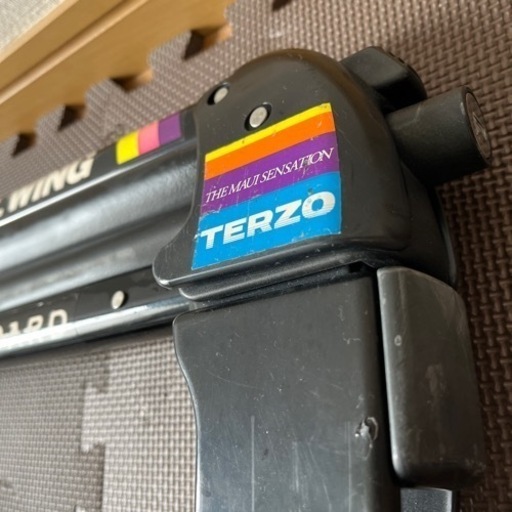 WING
THE MAUI SENSATION
TERZO